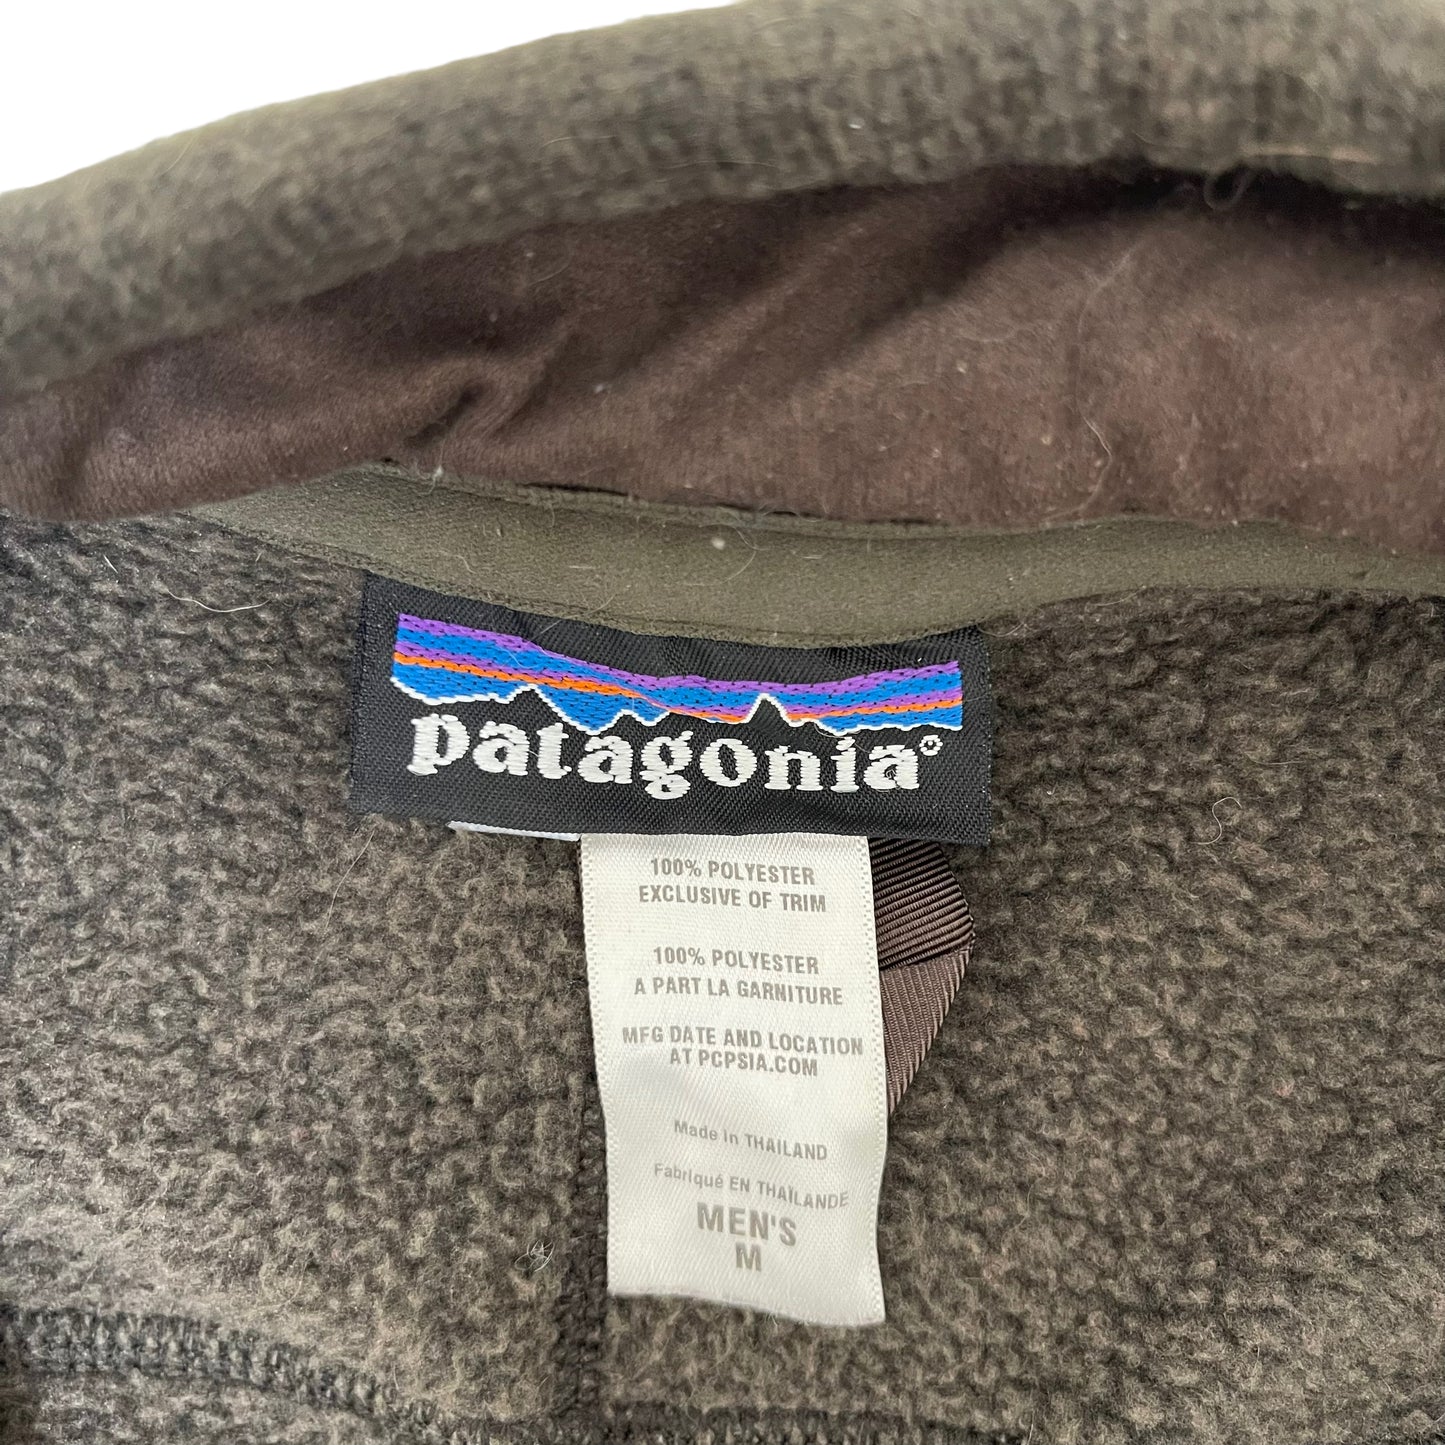 patagonia®
100% POLYESTER
EXCLUSIVE OF TRIM
100% POLYESTER
A PART LA GARNITURE
MFG DATE AND LOCATION
AT PCPSIA.COM
Made in THAILAND
Fabriqué EN THAÏLANDE
MEN'S
M